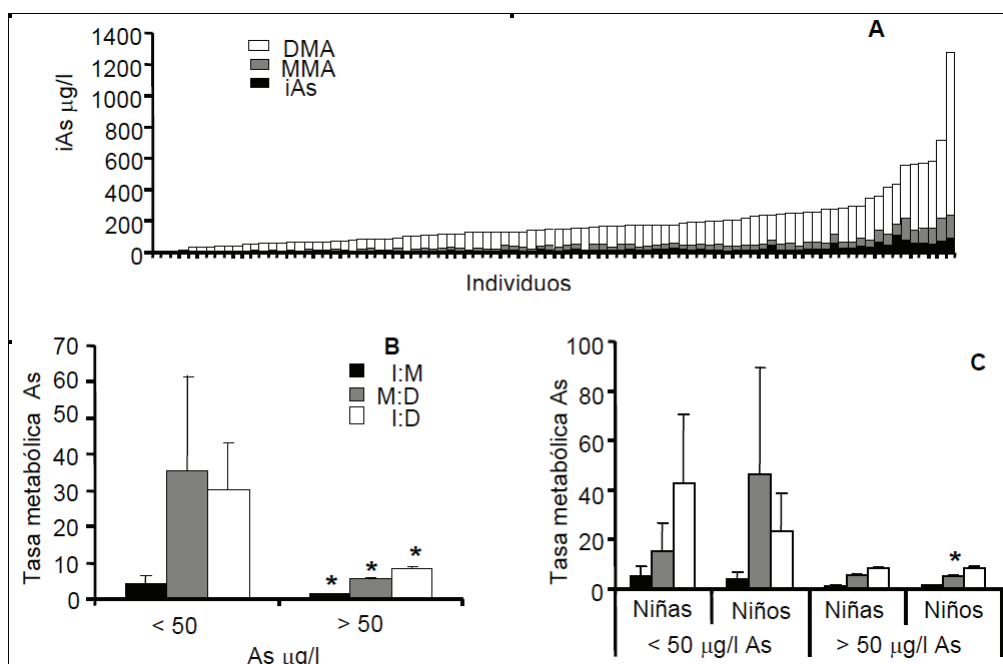 A
1400
1200
1000
800
600
400
200
0
iAs µg/l
DMA
MMA
iAs
Individuos
B
70
60
50
40
30
20
10
0
Tasa metabólica As
I:M
M:D
I:D
*
*
*
< 50
> 50
As µg/l
C
100
80
60
40
20
0
Tasa metabólica As
*
Niñas
Niños
Niñas
Niños
< 50 µg/l As
> 50 µg/l As